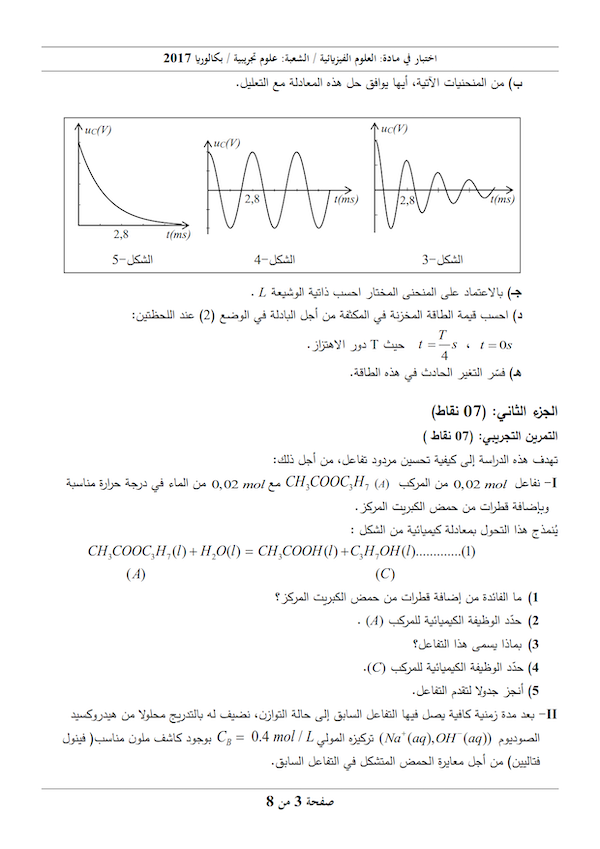 اختبار في مادة: العلوم الفيزيائية / الشعبة: علوم تجريبية / بكالوريا 2017
ب) من المنحنيات الآتية، أيها يوافق حل هذه المعادلة مع التعليل.
uC(V) uC(V) uC(V)
2,8 t(ms) 2,8 t(ms) 2,8 t(ms)
الشكل-3 الشكل-4 الشكل-5
جـ) بالاعتماد على المنحنى المختار احسب ذاتية الوشيعة L .
د) احسب قيمة الطاقة المخزنة في المكثفة من أجل البادلة في الوضع (2) عند اللحظتين:
t = 0s ، t = T/4 s حيث T دور الاهتزاز.
هـ) فسّر التغير الحادث في هذه الطاقة.
الجزء الثاني: (07 نقاط)
التمرين التجريبي: (07 نقاط )
تهدف هذه الدراسة إلى كيفية تحسين مردود تفاعل، من أجل ذلك:
I- نفاعل 0,02 mol من المركب (A) CH₃COOC₃H₇ مع 0,02 mol من الماء في درجة حرارة مناسبة
وبإضافة قطرات من حمض الكبريت المركز.
يُنمذج هذا التحول بمعادلة كيميائية من الشكل :
CH₃COOC₃H₇(l) + H₂O(l) = CH₃COOH(l) + C₃H₇OH(l).............(1)
(A) (C)
1) ما الفائدة من إضافة قطرات من حمض الكبريت المركز؟
2) حدّد الوظيفة الكيميائية للمركب (A) .
3) بماذا يسمى هذا التفاعل؟
4) حدّد الوظيفة الكيميائية للمركب (C).
5) أنجز جدولا لتقدم التفاعل.
II- بعد مدة زمنية كافية يصل فيها التفاعل السابق إلى حالة التوازن، نضيف له بالتدريج محلولا من هيدروكسيد
الصوديوم (Na⁺(aq),OH⁻(aq)) تركيزه المولي C_B = 0.4 mol / L بوجود كاشف ملون مناسب( فينول
فتاليين) من أجل معايرة الحمض المتشكل في التفاعل السابق.
صفحة 3 من 8